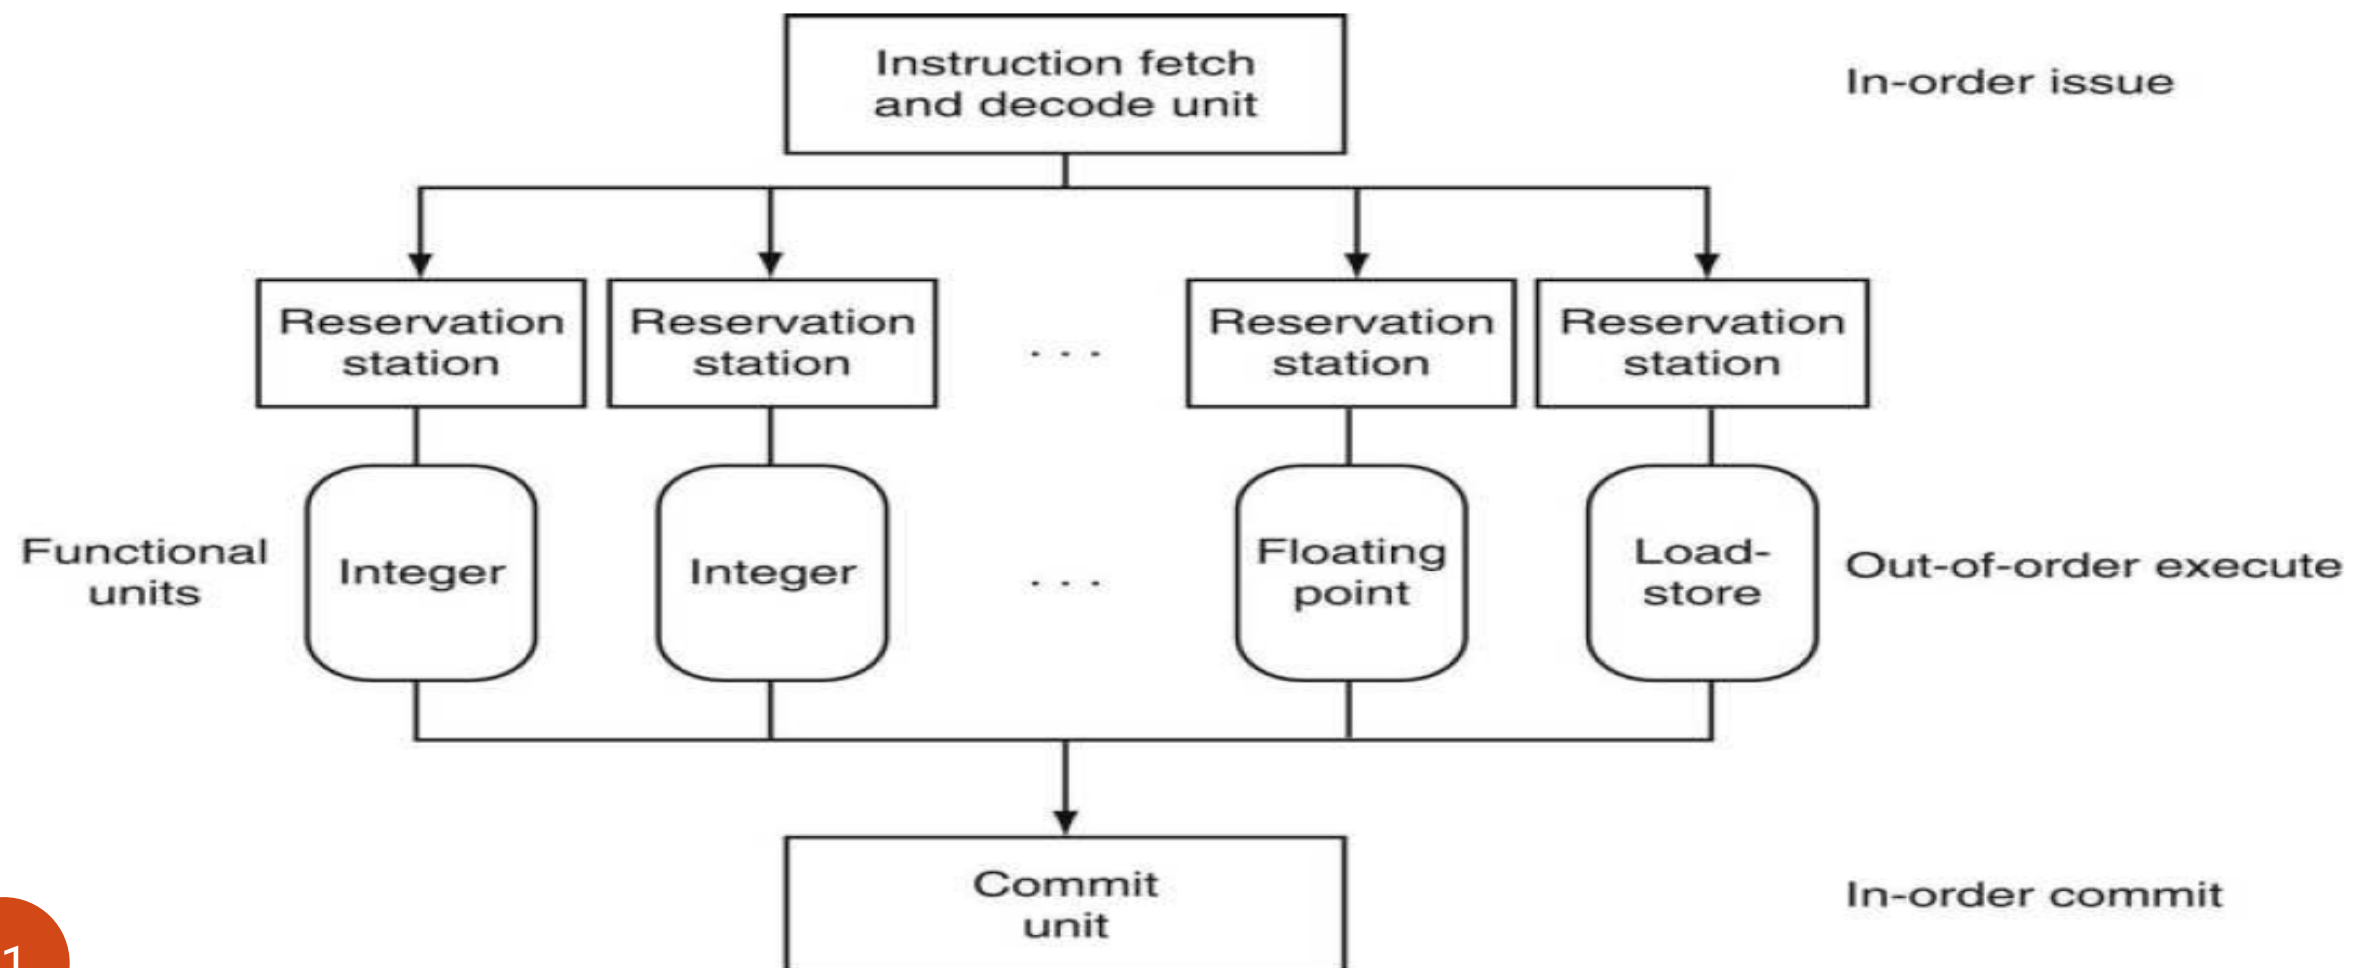 Instruction fetch
and decode unit
In-order issue
Reservation
station
Reservation
station
. . .
Reservation
station
Reservation
station
Functional
units
Integer
Integer
. . .
Floating
point
Load-
store
Out-of-order execute
Commit
unit
In-order commit
1